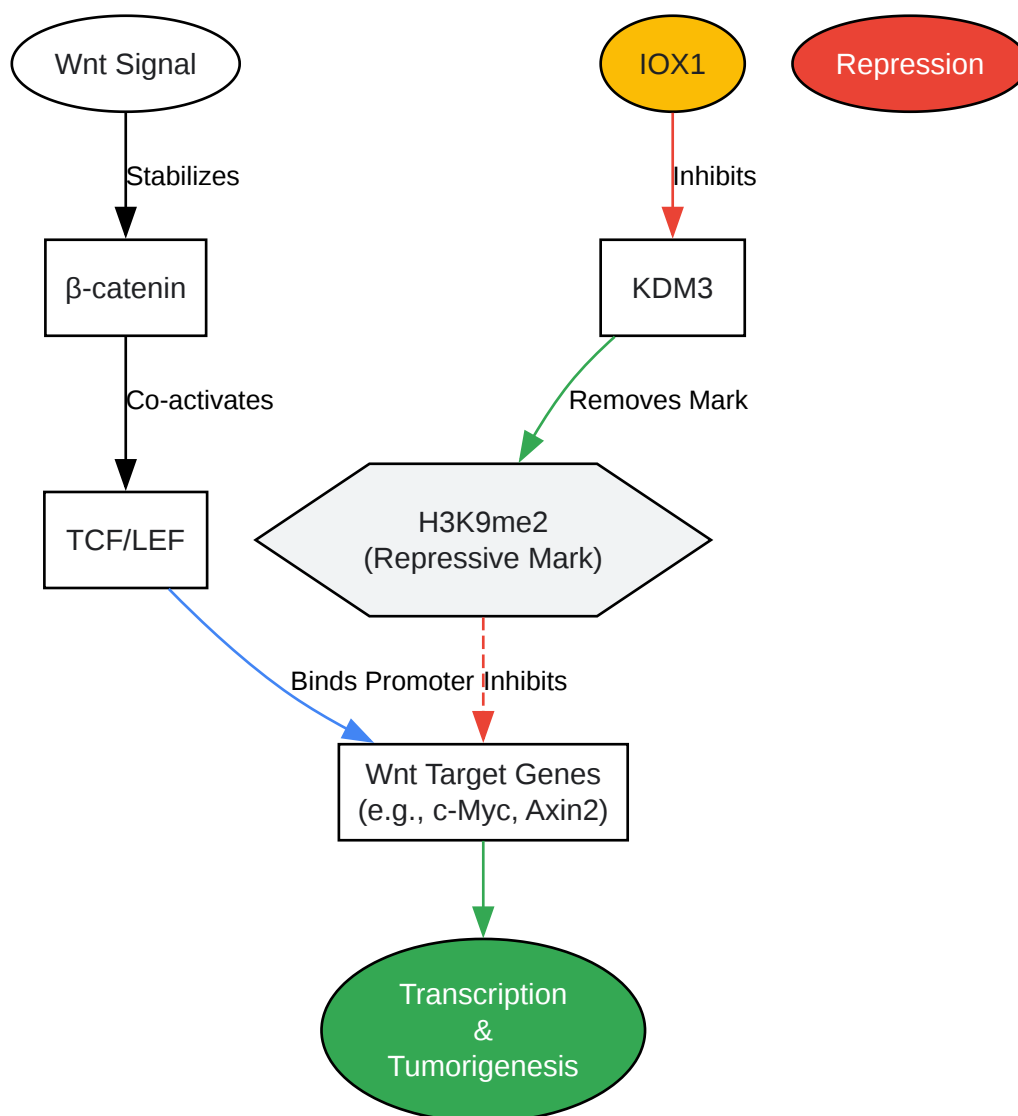 Wnt Signal
IOX1
Repression
Stabilizes
Inhibits
β-catenin
KDM3
Co-activates
Removes Mark
TCF/LEF
H3K9me2
(Repressive Mark)
Binds Promoter
Inhibits
Wnt Target Genes
(e.g., c-Myc, Axin2)
Transcription
&
Tumorigenesis